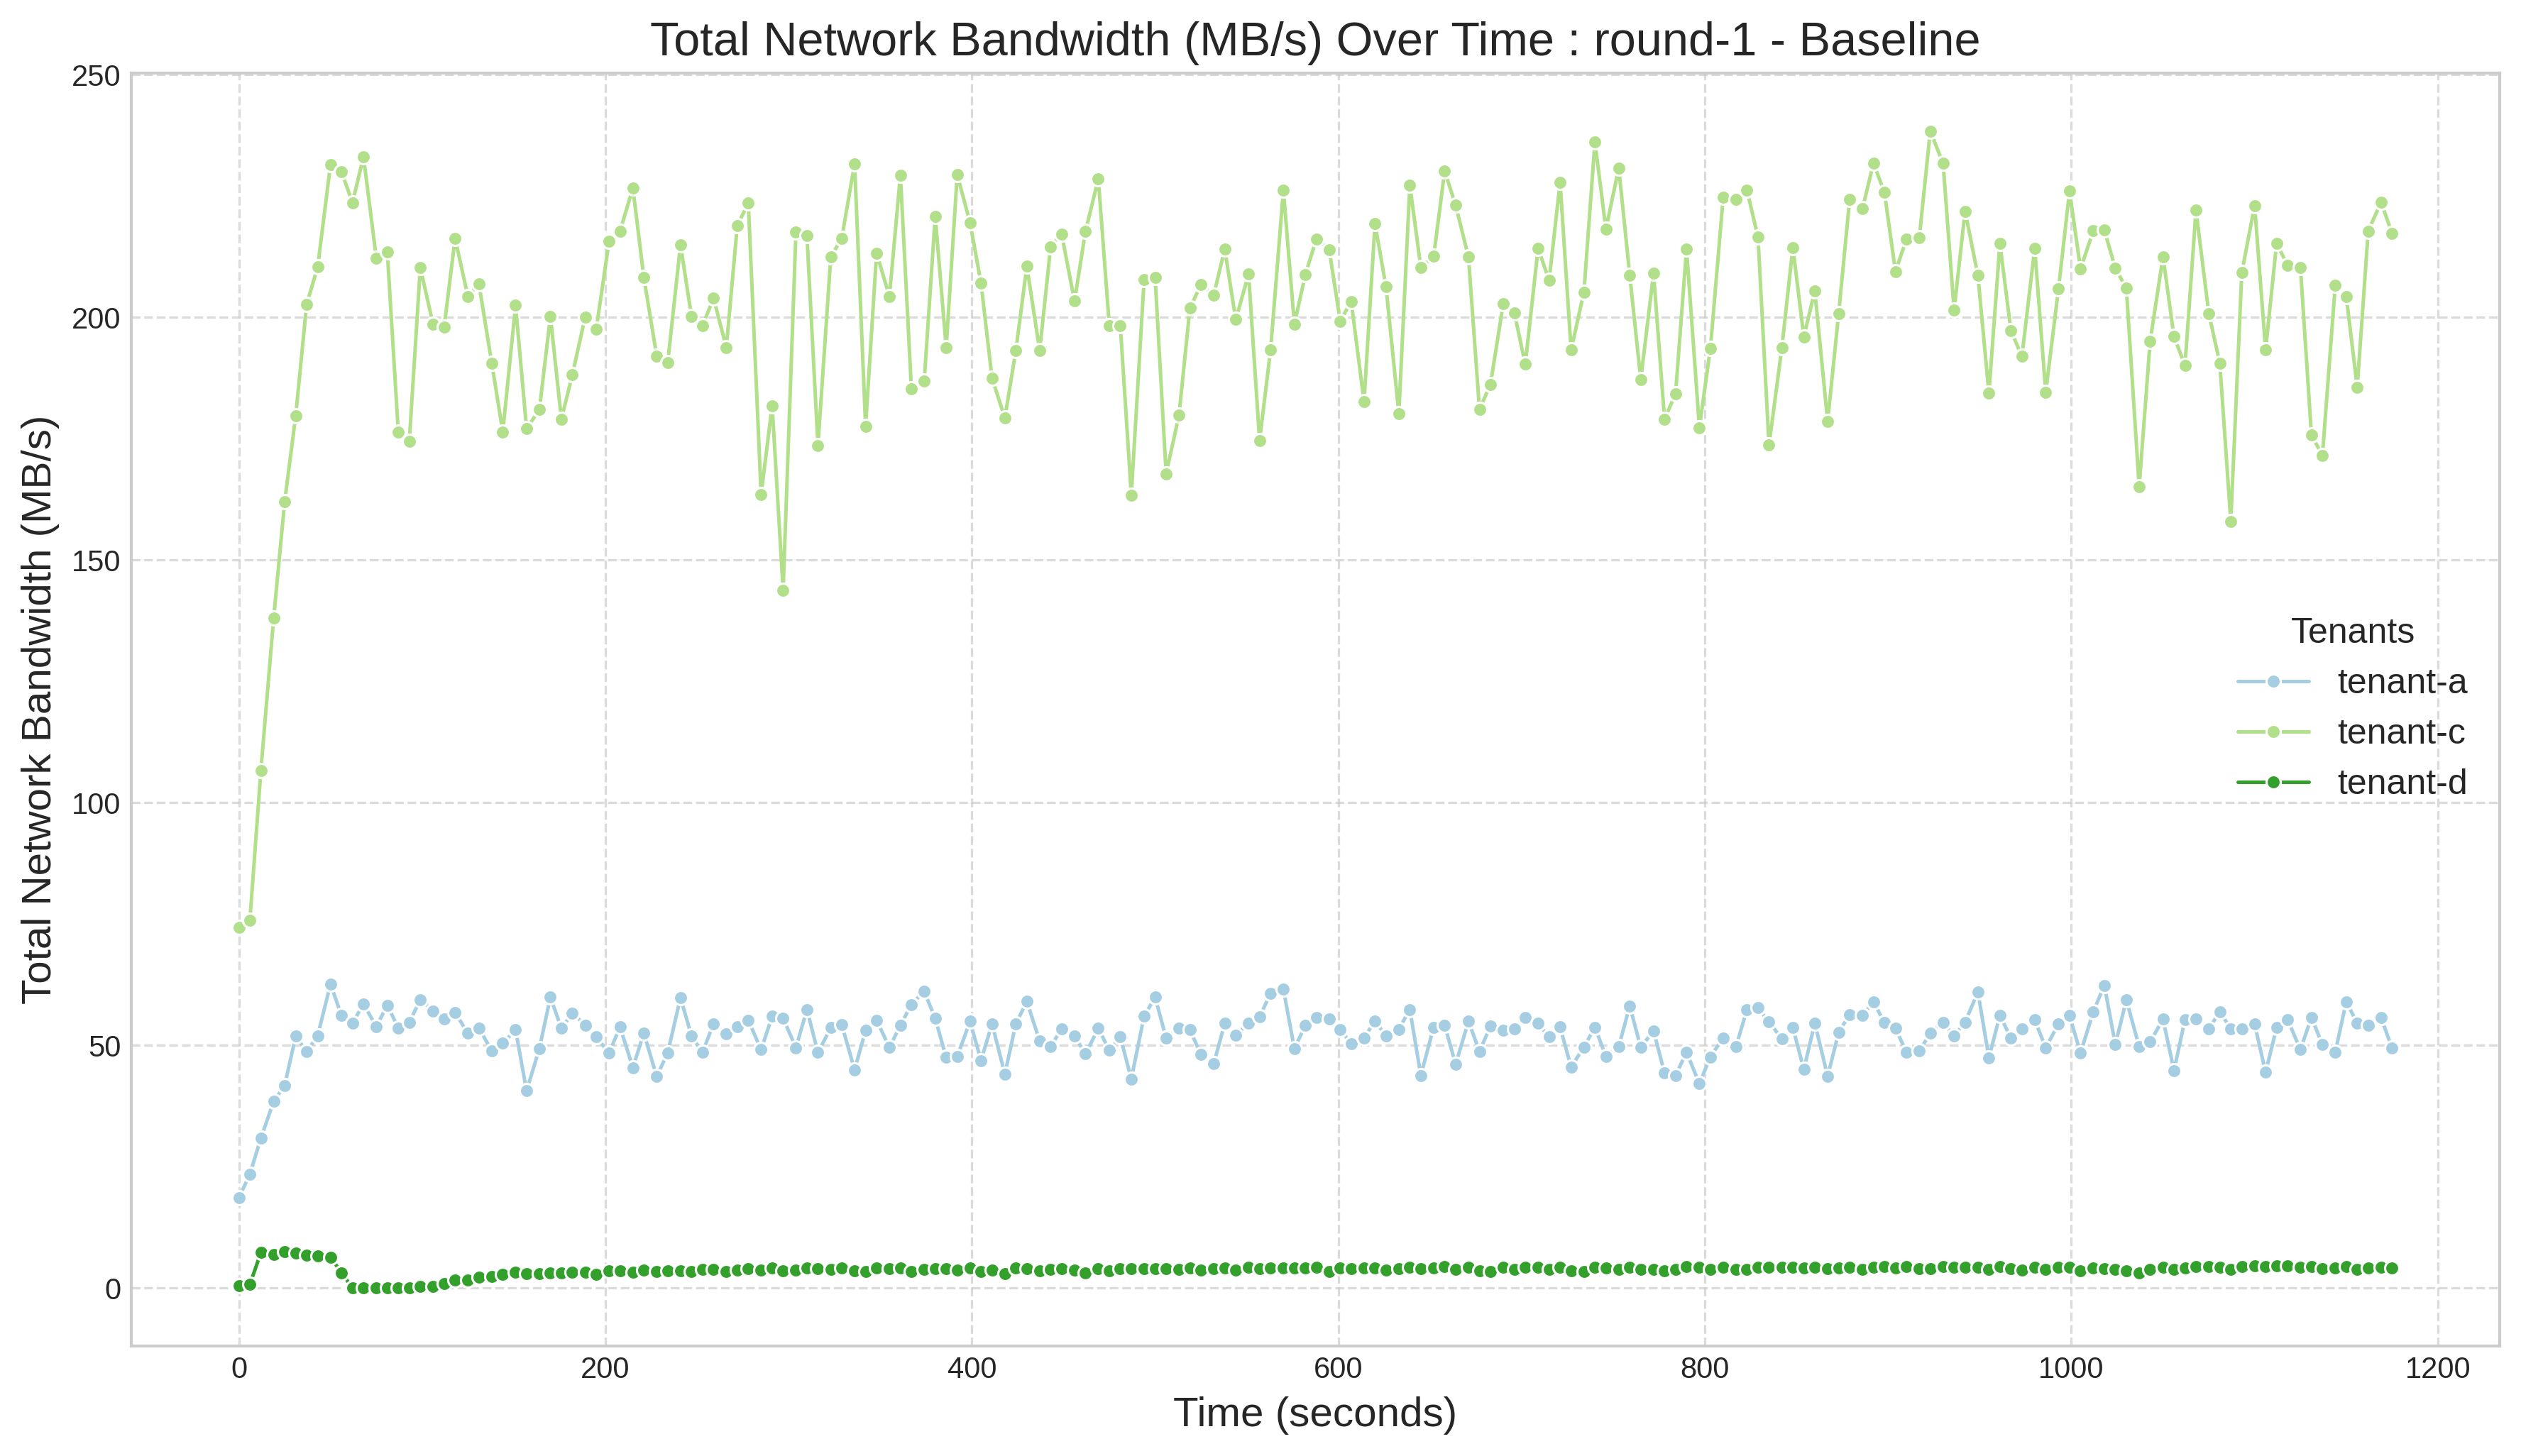 Total Network Bandwidth (MB/s) Over Time : round-1 - Baseline
Total Network Bandwidth (MB/s)
250
200
150
100
50
0
Tenants
tenant-a
tenant-c
tenant-d
0 200 400 600 800 1000 1200
Time (seconds)